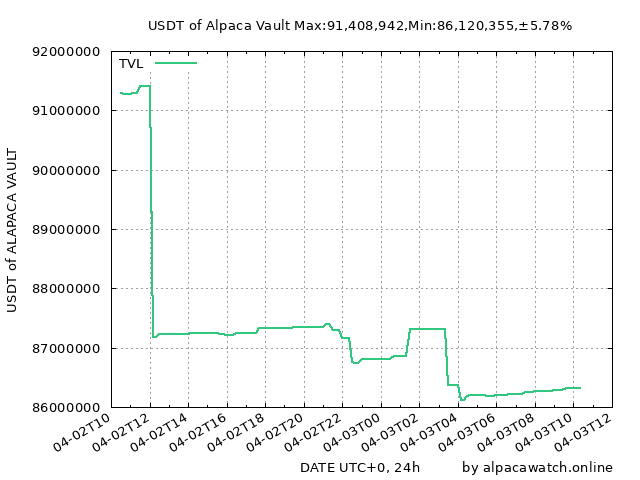 USDT of Alpaca Vault Max:91,408,942,Min:86,120,355,±5.78%
TVL
92000000
91000000
90000000
89000000
88000000
87000000
86000000
USDT of ALAPACA VAULT
04-02T10
04-02T12
04-02T14
04-02T16
04-02T18
04-02T20
04-02T22
04-03T00
04-03T02
04-03T04
04-03T06
04-03T08
04-03T10
04-03T12
DATE UTC+0, 24h
by alpacawatch.online